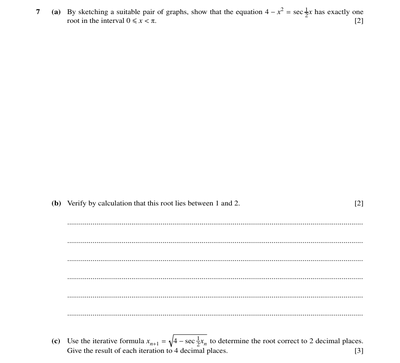 7 (a) By sketching a suitable pair of graphs, show that the equation 4 − x² = sec ½x has exactly one
root in the interval 0 ⩽ x < π. [2]
(b) Verify by calculation that this root lies between 1 and 2. [2]
(c) Use the iterative formula xₙ₊₁ = √(4 − sec ½xₙ) to determine the root correct to 2 decimal places.
Give the result of each iteration to 4 decimal places. [3]